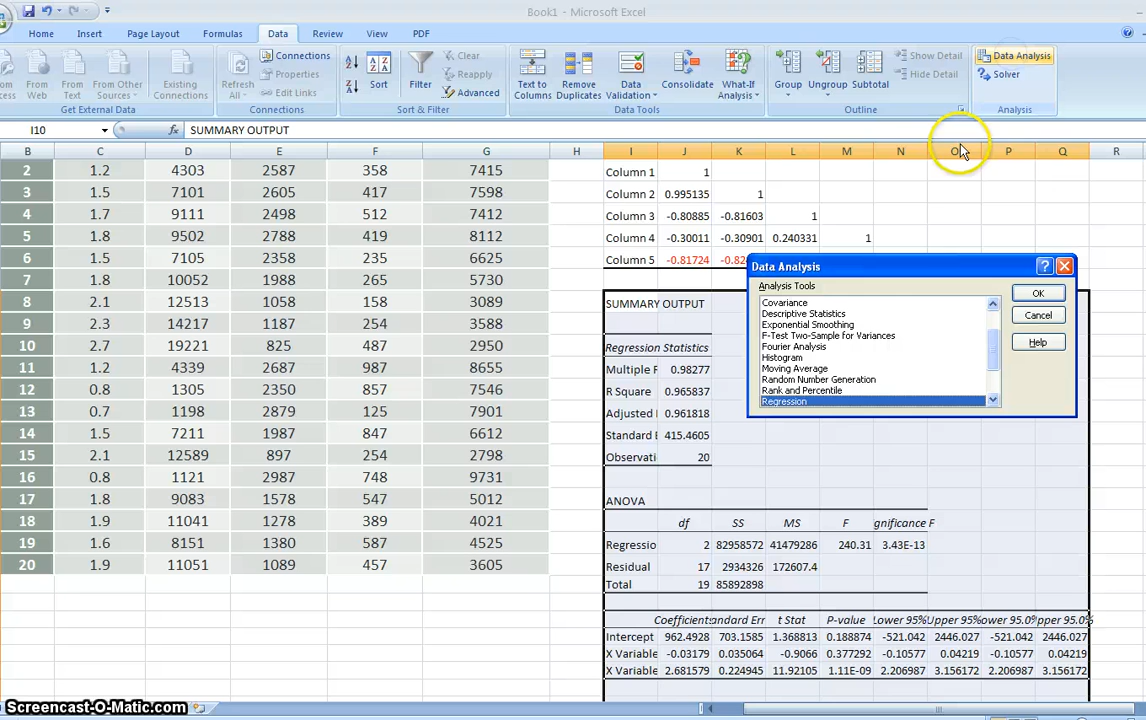 Book1 - Microsoft Excel
Home Insert Page Layout Formulas Data Review View PDF
From Web From Text From Other Sources Existing Connections Refresh All Connections Properties Edit Links Sort Filter Clear Reapply Advanced Text to Columns Remove Duplicates Data Validation Consolidate What-If Analysis Group Ungroup Subtotal Show Detail Hide Detail Data Analysis Solver
Get External Data Connections Sort & Filter Data Tools Outline Analysis
I10 fx SUMMARY OUTPUT
B C D E F G H I J K L M N O P Q R
2 1.2 4303 2587 358 7415 Column 1 1
3 1.5 7101 2605 417 7598 Column 2 0.995135 1
4 1.7 9111 2498 512 7412 Column 3 -0.80885 -0.81603 1
5 1.8 9502 2788 419 8112 Column 4 -0.30011 -0.30901 0.240331 1
6 1.5 7105 2358 235 6625 Column 5 -0.81724
7 1.8 10052 1988 265 5730
8 2.1 12513 1058 158 3089 SUMMARY OUTPUT
9 2.3 14217 1187 254 3588
10 2.7 19221 825 487 2950 Regression Statistics
11 1.2 4339 2687 987 7458 Multiple F 0.98277
12 0.8 1305 2350 857 7546 R Square 0.965837
13 0.7 1198 2879 125 7901 Adjusted 0.961818
14 1.5 7211 1987 847 6612 Standard E 415.4605
15 2.1 12589 897 254 2798 Observati 20
16 0.8 1121 2987 748 9731
17 1.8 9083 1578 547 5012 ANOVA
18 1.9 11041 1278 389 4021 df SS MS F gnificance F
19 1.6 8151 1380 587 4525 Regressio 2 82958572 41479286 240.31 3.43E-13
20 1.9 11051 1089 457 3605 Residual 17 2934326 172607.4
Total 19 85892898
Coefficients andard Err t Stat P-value Lower 95% Upper 95% ower 95.0% pper 95.0%
Intercept 962.4928 703.1585 1.368813 0.188874 -521.042 2446.027 -521.042 2446.027
X Variable -0.03179 0.035064 -0.9066 0.377292 -0.10577 0.04219 -0.10577 0.04219
X Variable 2.681579 0.224945 11.92105 1.11E-09 2.206987 3.156172 2.206987 3.156172
Data Analysis
Analysis Tools
Covariance
Descriptive Statistics
Exponential Smoothing
F-Test Two-Sample for Variances
Fourier Analysis
Histogram
Moving Average
Random Number Generation
Rank and Percentile
Regression
OK
Cancel
Help
Screencast-O-Matic.com